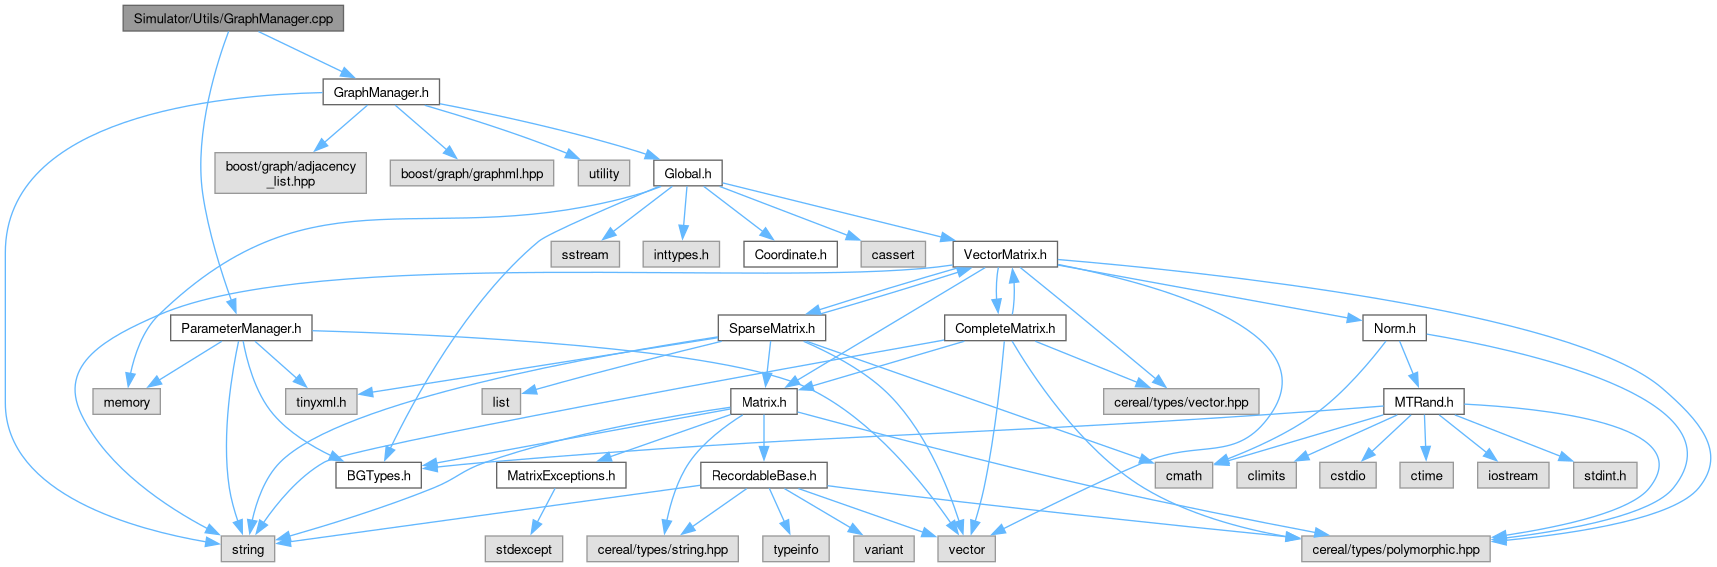 Simulator/Utils/GraphManager.cpp
GraphManager.h
boost/graph/adjacency
_list.hpp
boost/graph/graphml.hpp
utility
Global.h
sstream
inttypes.h
Coordinate.h
cassert
VectorMatrix.h
ParameterManager.h
SparseMatrix.h
CompleteMatrix.h
Norm.h
memory
tinyxml.h
list
Matrix.h
cereal/types/vector.hpp
MTRand.h
BGTypes.h
MatrixExceptions.h
RecordableBase.h
cmath
climits
cstdio
ctime
iostream
stdint.h
string
stdexcept
cereal/types/string.hpp
typeinfo
variant
vector
cereal/types/polymorphic.hpp